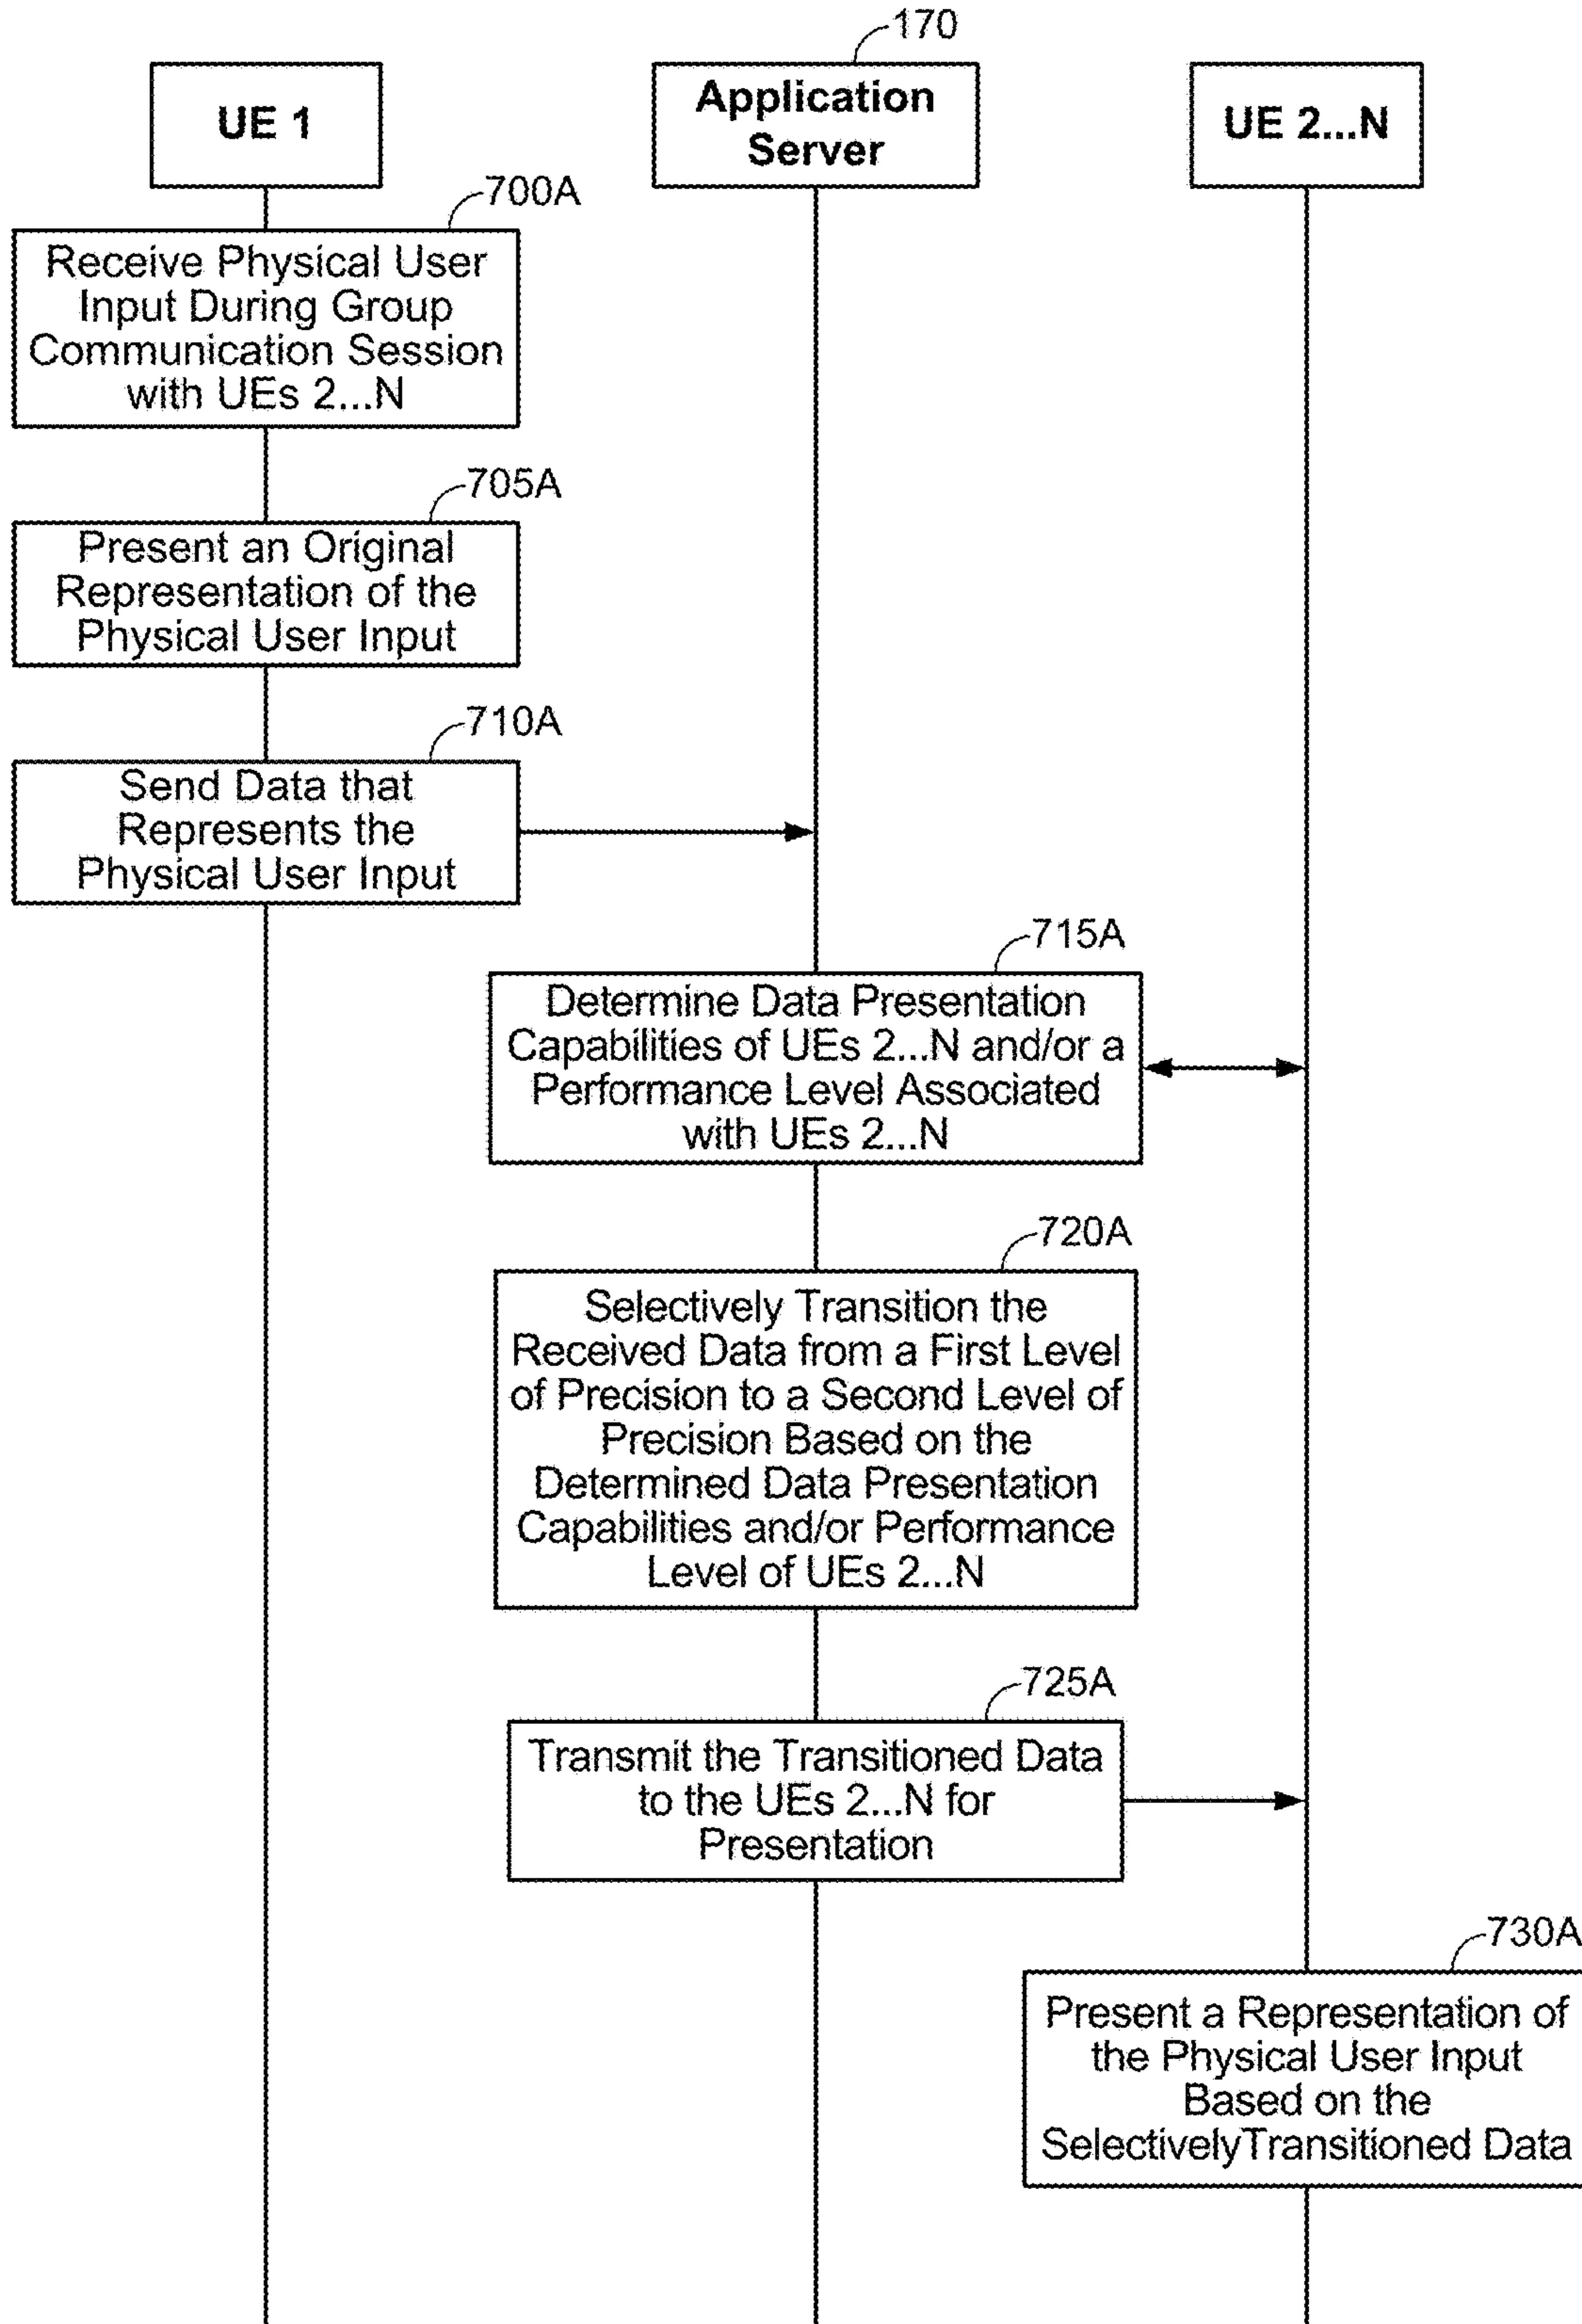 170
UE 1
Application
Server
UE 2...N
700A
Receive Physical User
Input During Group
Communication Session
with UEs 2...N
705A
Present an Original
Representation of the
Physical User Input
710A
Send Data that
Represents the
Physical User Input
715A
Determine Data Presentation
Capabilities of UEs 2...N and/or a
Performance Level Associated
with UEs 2...N
720A
Selectively Transition the
Received Data from a First Level
of Precision to a Second Level of
Precision Based on the
Determined Data Presentation
Capabilities and/or Performance
Level of UEs 2...N
725A
Transmit the Transitioned Data
to the UEs 2...N for
Presentation
730A
Present a Representation of
the Physical User Input
Based on the
SelectivelyTransitioned Data